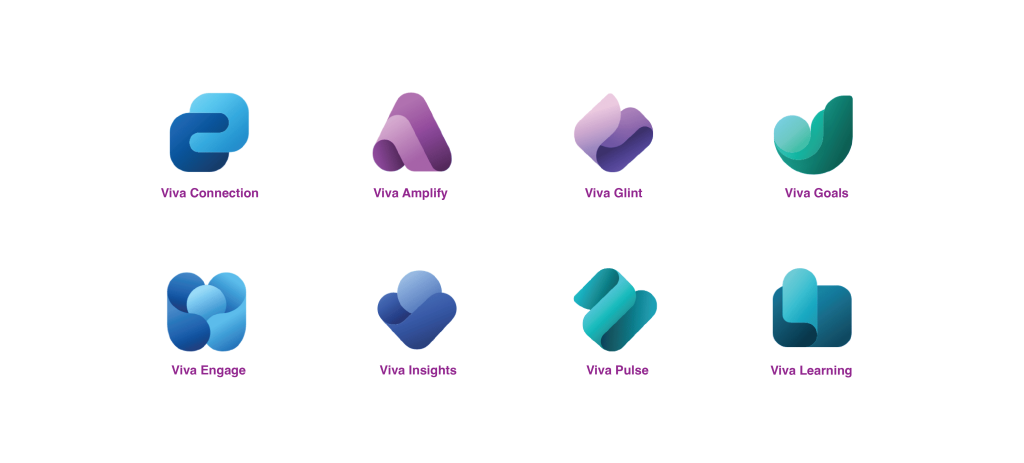 Viva Connection
Viva Amplify
Viva Glint
Viva Goals
Viva Engage
Viva Insights
Viva Pulse
Viva Learning